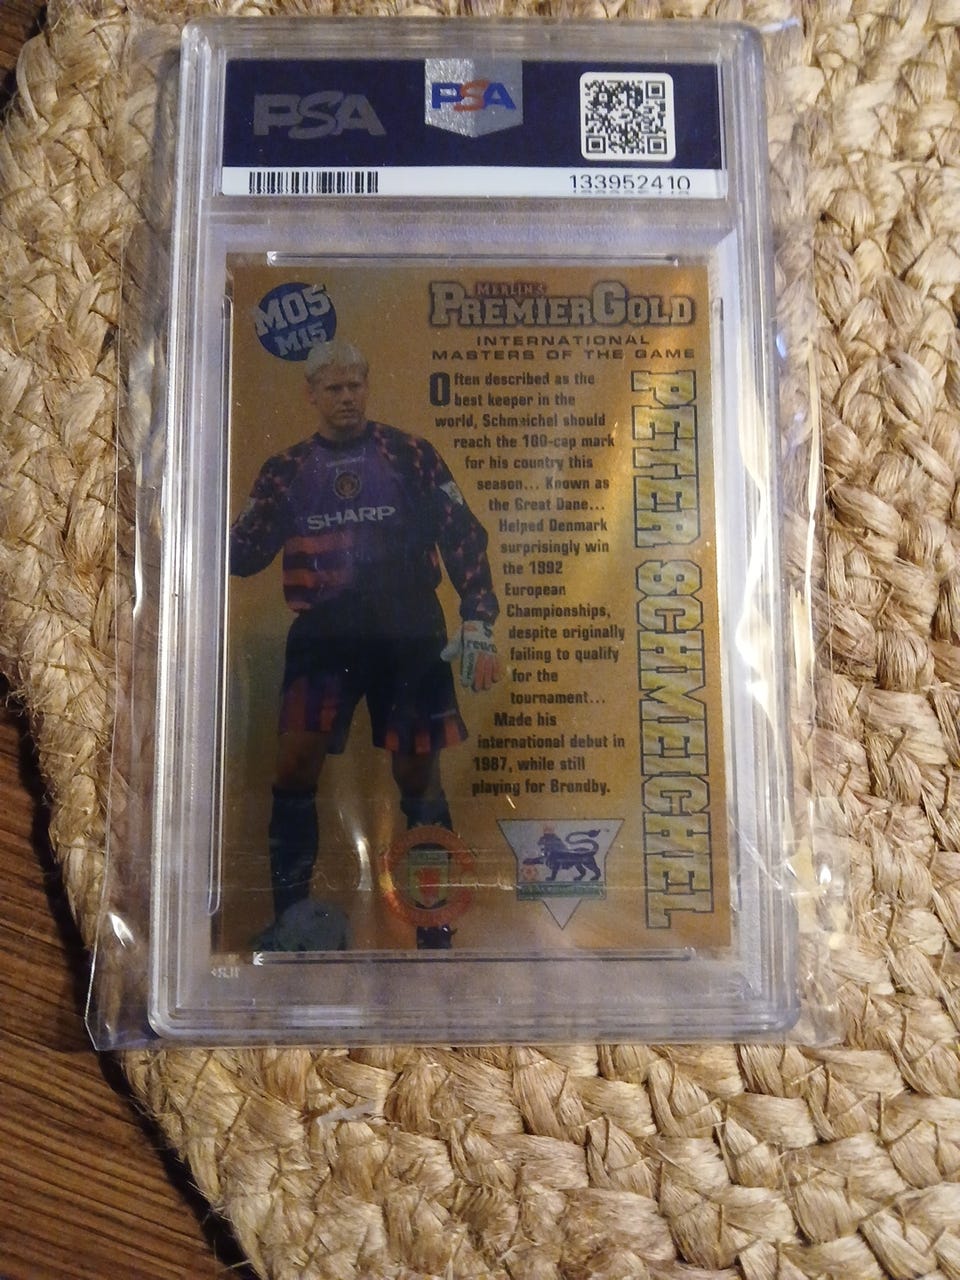 PSA
PSA
133952410
M05
M15
MERLIN'S
PREMIER GOLD
INTERNATIONAL
MASTERS OF THE GAME
Often described as the
best keeper in the
world, Schmeichel should
reach the 100-cap mark
for his country this
season... Known as
the Great Dane...
Helped Denmark
surprisingly win
the 1992
European
Championships,
despite originally
failing to qualify
for the
tournament...
Made his
international debut in
1987, while still
playing for Brondby.
PETER SCHMEICHEL
SHARP